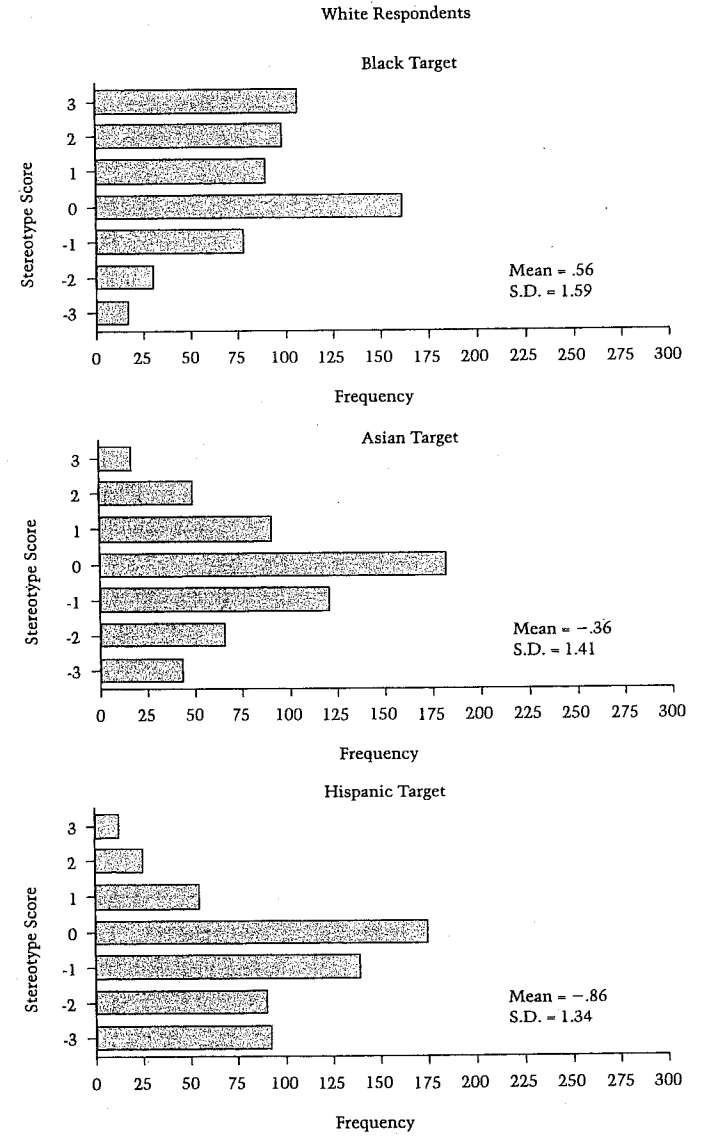 White Respondents
Black Target
Stereotype Score
3
2
1
0
-1
-2
-3
Mean = .56
S.D. = 1.59
0 25 50 75 100 125 150 175 200 225 250 275 300
Frequency
Asian Target
Stereotype Score
3
2
1
0
-1
-2
-3
Mean = -.36
S.D. = 1.41
0 25 50 75 100 125 150 175 200 225 250 275 300
Frequency
Hispanic Target
Stereotype Score
3
2
1
0
-1
-2
-3
Mean = -.86
S.D. = 1.34
0 25 50 75 100 125 150 175 200 225 250 275 300
Frequency